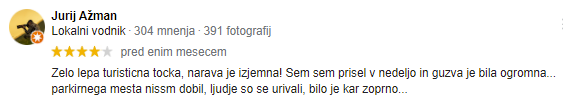 Jurij Ažman
Lokalni vodnik · 304 mnenja · 391 fotografij
pred enim mesecem
Zelo lepa turisticna tocka, narava je izjemna! Sem sem prisel v nedeljo in guzva je bila ogromna...
parkirnega mesta nissm dobil, ljudje so se urivali, bilo je kar zoprno...